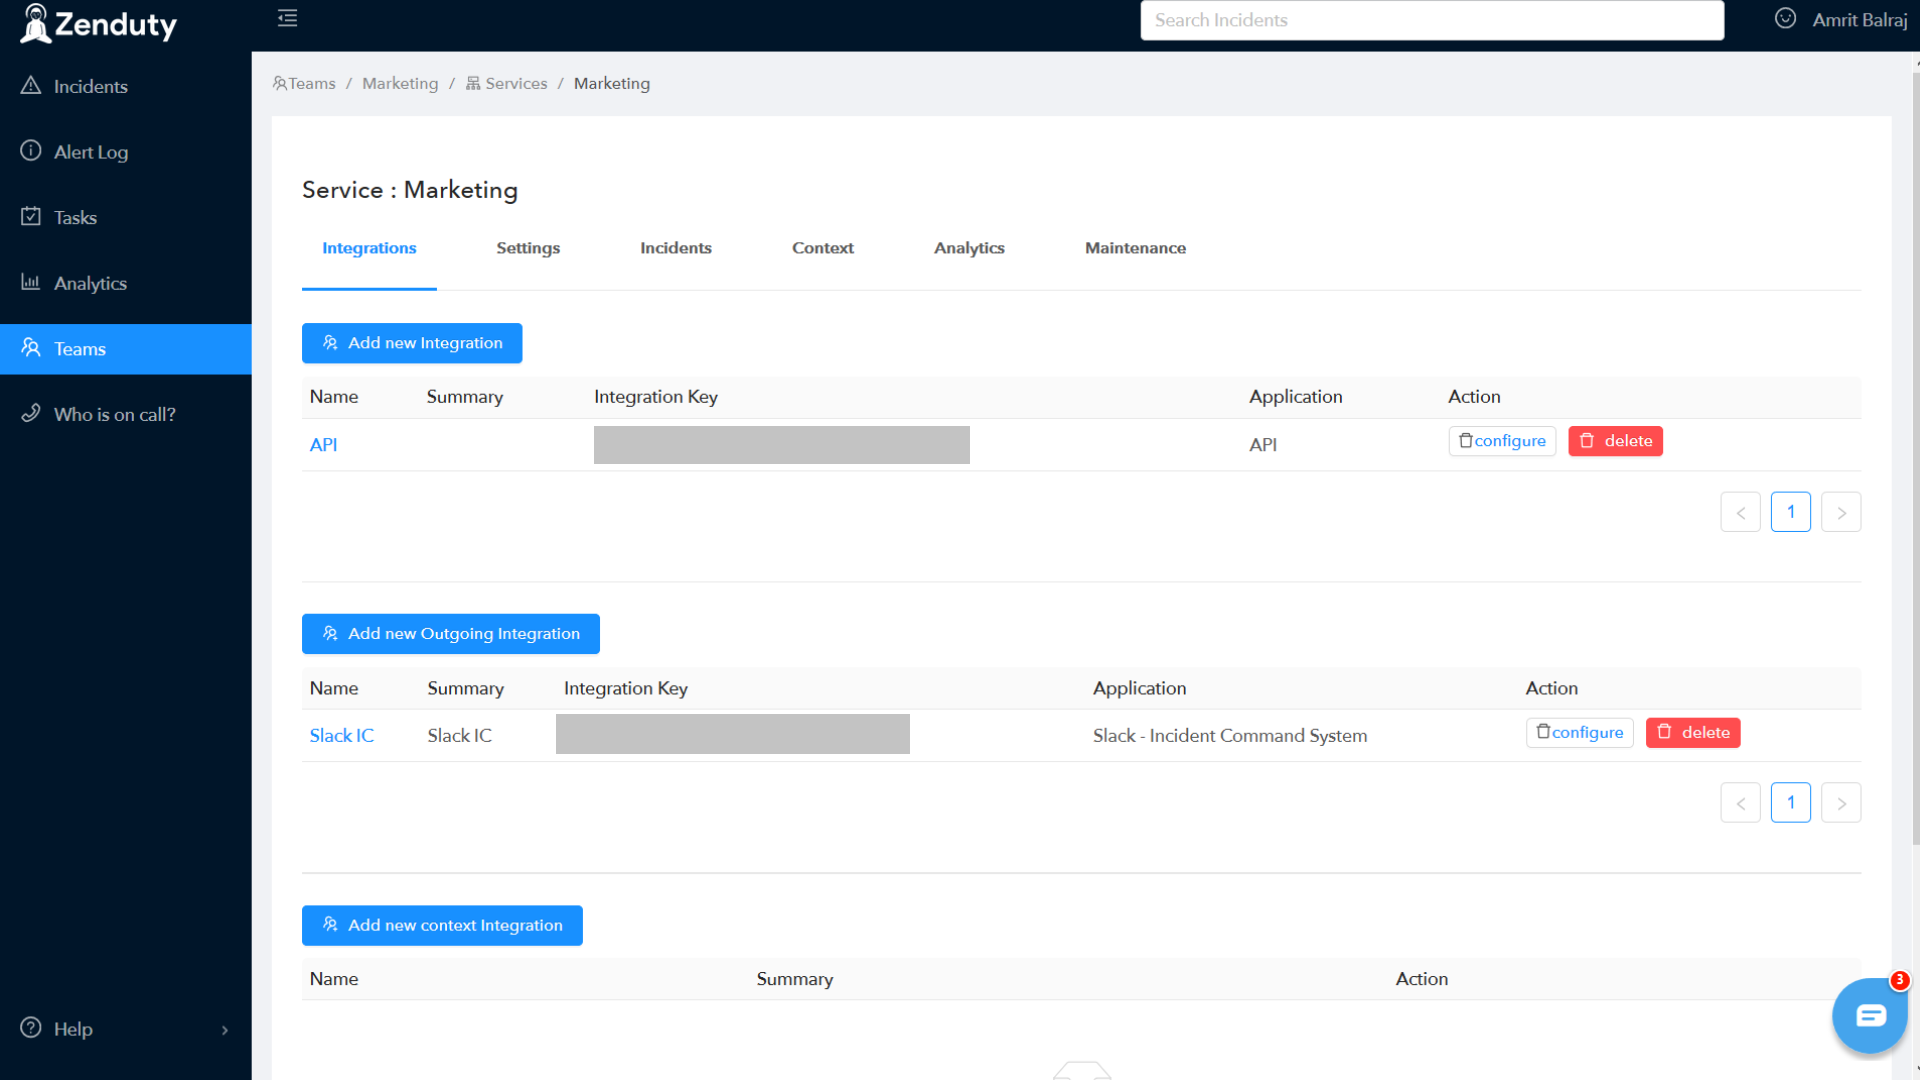 Zenduty
Search Incidents
Amrit Balraj
Incidents
Alert Log
Tasks
Analytics
Teams
Who is on call?
Help
Teams / Marketing / Services / Marketing
Service : Marketing
Integrations Settings Incidents Context Analytics Maintenance
Add new Integration
Name Summary Integration Key Application Action
API API configure delete
< 1 >
Add new Outgoing Integration
Name Summary Integration Key Application Action
Slack IC Slack IC Slack - Incident Command System configure delete
< 1 >
Add new context Integration
Name Summary Action
3